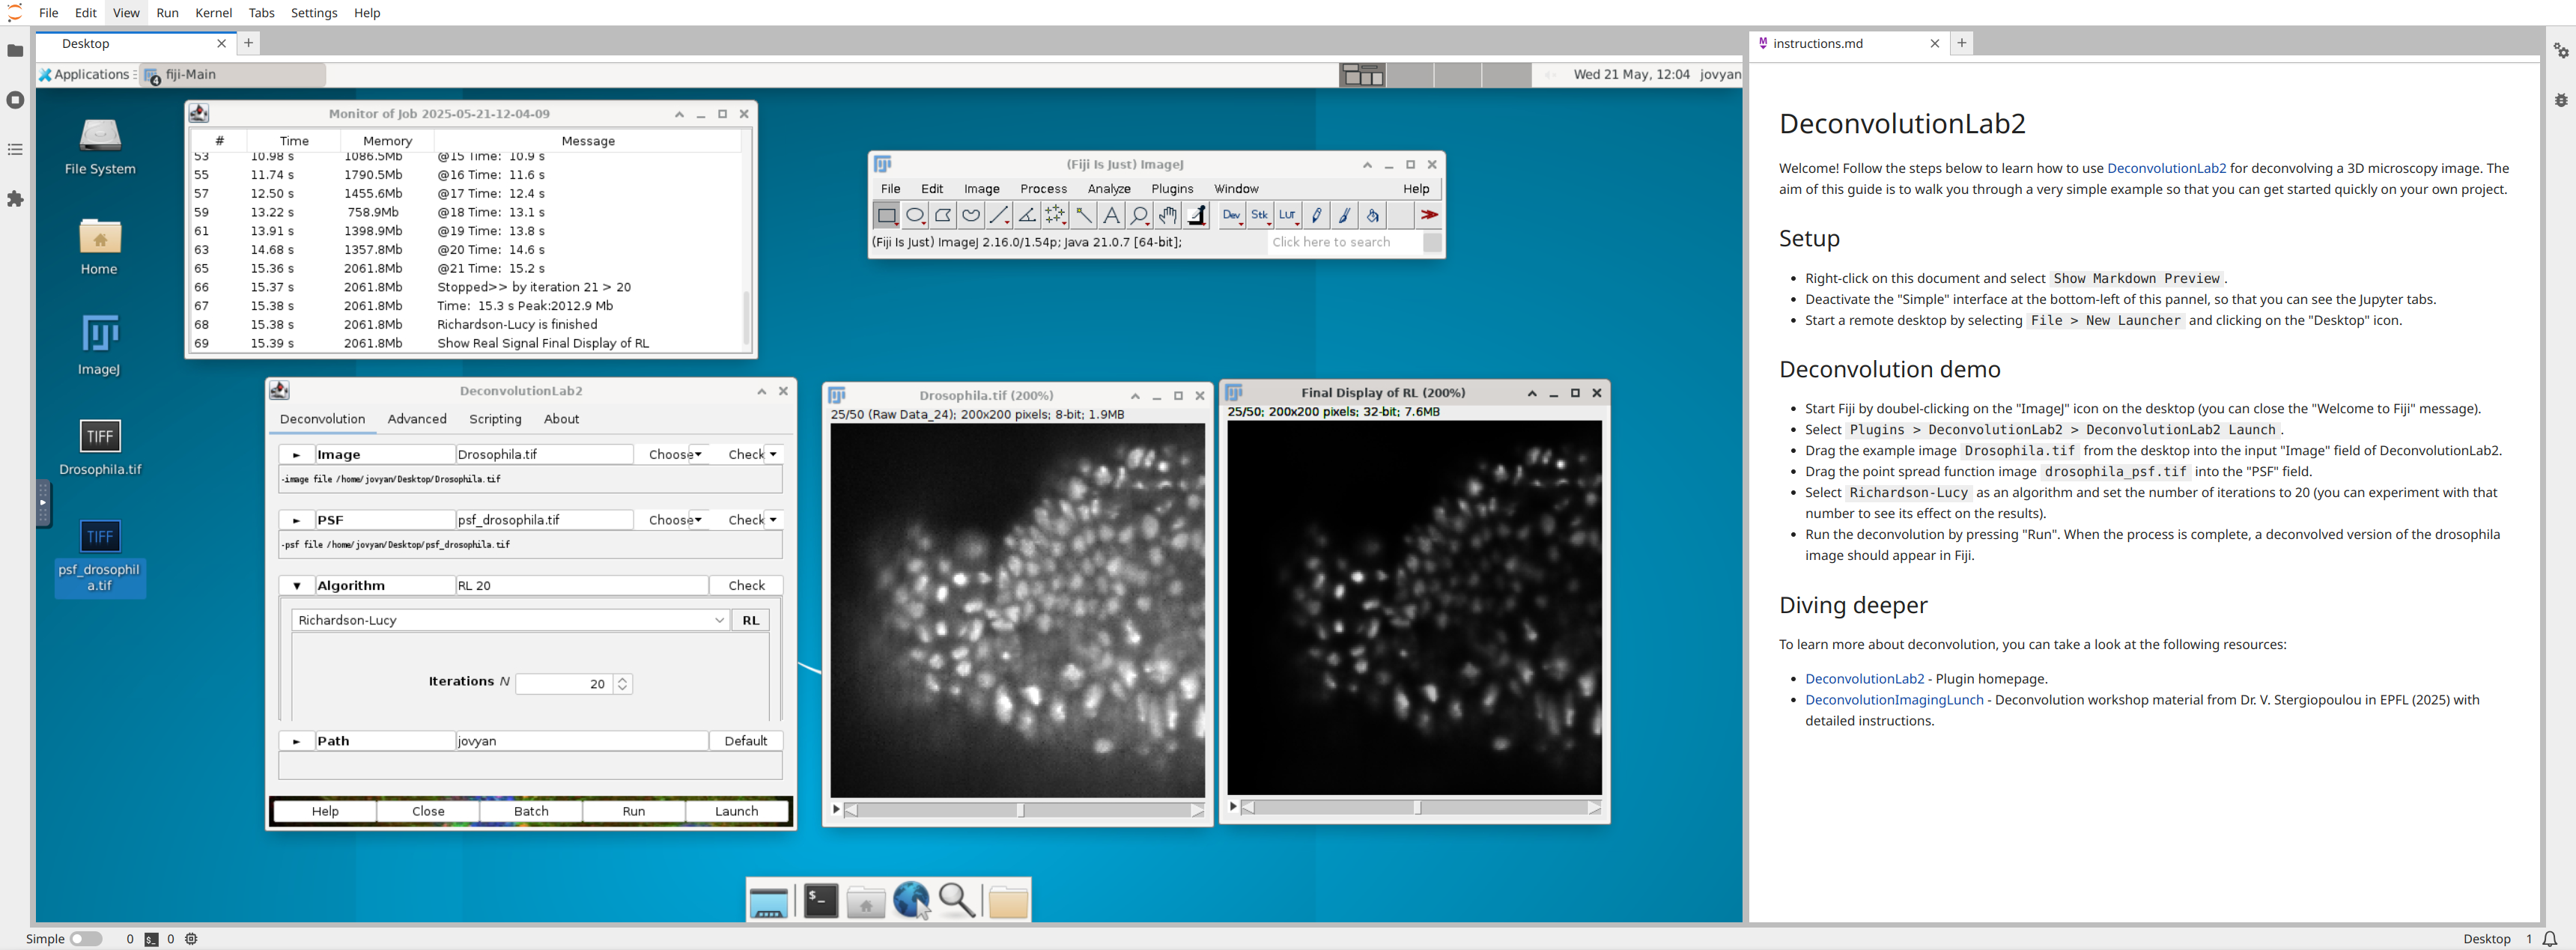 File Edit View Run Kernel Tabs Settings Help
Desktop
Applications fiji-Main Wed 21 May, 12:04 jovyan
File System
Home
ImageJ
TIFF
Drosophila.tif
TIFF
psf_drosophil
a.tif
Monitor of Job 2025-05-21-12-04-09
# Time Memory Message
53 10.98 s 1086.5Mb @15 Time: 10.9 s
55 11.74 s 1790.5Mb @16 Time: 11.6 s
57 12.50 s 1455.6Mb @17 Time: 12.4 s
59 13.22 s 758.9Mb @18 Time: 13.1 s
61 13.91 s 1398.9Mb @19 Time: 13.8 s
63 14.68 s 1357.8Mb @20 Time: 14.6 s
65 15.36 s 2061.8Mb @21 Time: 15.2 s
66 15.37 s 2061.8Mb Stopped>> by iteration 21 > 20
67 15.38 s 2061.8Mb Time: 15.3 s Peak:2012.9 Mb
68 15.38 s 2061.8Mb Richardson-Lucy is finished
69 15.39 s 2061.8Mb Show Real Signal Final Display of RL
(Fiji Is Just) ImageJ
File Edit Image Process Analyze Plugins Window Help
Dev Stk Lut
(Fiji Is Just) ImageJ 2.16.0/1.54p; Java 21.0.7 [64-bit]; Click here to search
DeconvolutionLab2
Deconvolution Advanced Scripting About
Image Drosophila.tif Choose Check
-image file /home/jovyan/Desktop/Drosophila.tif
PSF psf_drosophila.tif Choose Check
-psf file /home/jovyan/Desktop/psf_drosophila.tif
Algorithm RL 20 Check
Richardson-Lucy RL
Iterations N 20
Path jovyan Default
Help Close Batch Run Launch
Drosophila.tif (200%)
25/50 (Raw Data_24); 200x200 pixels; 8-bit; 1.9MB
Final Display of RL (200%)
25/50; 200x200 pixels; 32-bit; 7.6MB
instructions.md
DeconvolutionLab2
Welcome! Follow the steps below to learn how to use DeconvolutionLab2 for deconvolving a 3D microscopy image. The
aim of this guide is to walk you through a very simple example so that you can get started quickly on your own project.
Setup
• Right-click on this document and select Show Markdown Preview.
• Deactivate the "Simple" interface at the bottom-left of this pannel, so that you can see the Jupyter tabs.
• Start a remote desktop by selecting File > New Launcher and clicking on the "Desktop" icon.
Deconvolution demo
• Start Fiji by doubel-clicking on the "ImageJ" icon on the desktop (you can close the "Welcome to Fiji" message).
• Select Plugins > DeconvolutionLab2 > DeconvolutionLab2 Launch.
• Drag the example image Drosophila.tif from the desktop into the input "Image" field of DeconvolutionLab2.
• Drag the point spread function image drosophila_psf.tif into the "PSF" field.
• Select Richardson-Lucy as an algorithm and set the number of iterations to 20 (you can experiment with that
number to see its effect on the results).
• Run the deconvolution by pressing "Run". When the process is complete, a deconvolved version of the drosophila
image should appear in Fiji.
Diving deeper
To learn more about deconvolution, you can take a look at the following resources:
• DeconvolutionLab2 - Plugin homepage.
• DeconvolutionImagingLunch - Deconvolution workshop material from Dr. V. Stergiopoulou in EPFL (2025) with
detailed instructions.
Simple 0 0 Desktop 1